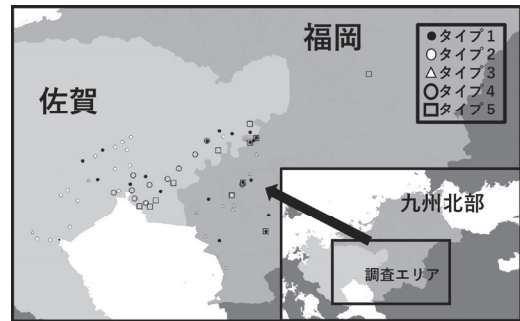 福岡
佐賀
●タイプ1
○タイプ2
△タイプ3
○タイプ4
□タイプ5
九州北部
調査エリア